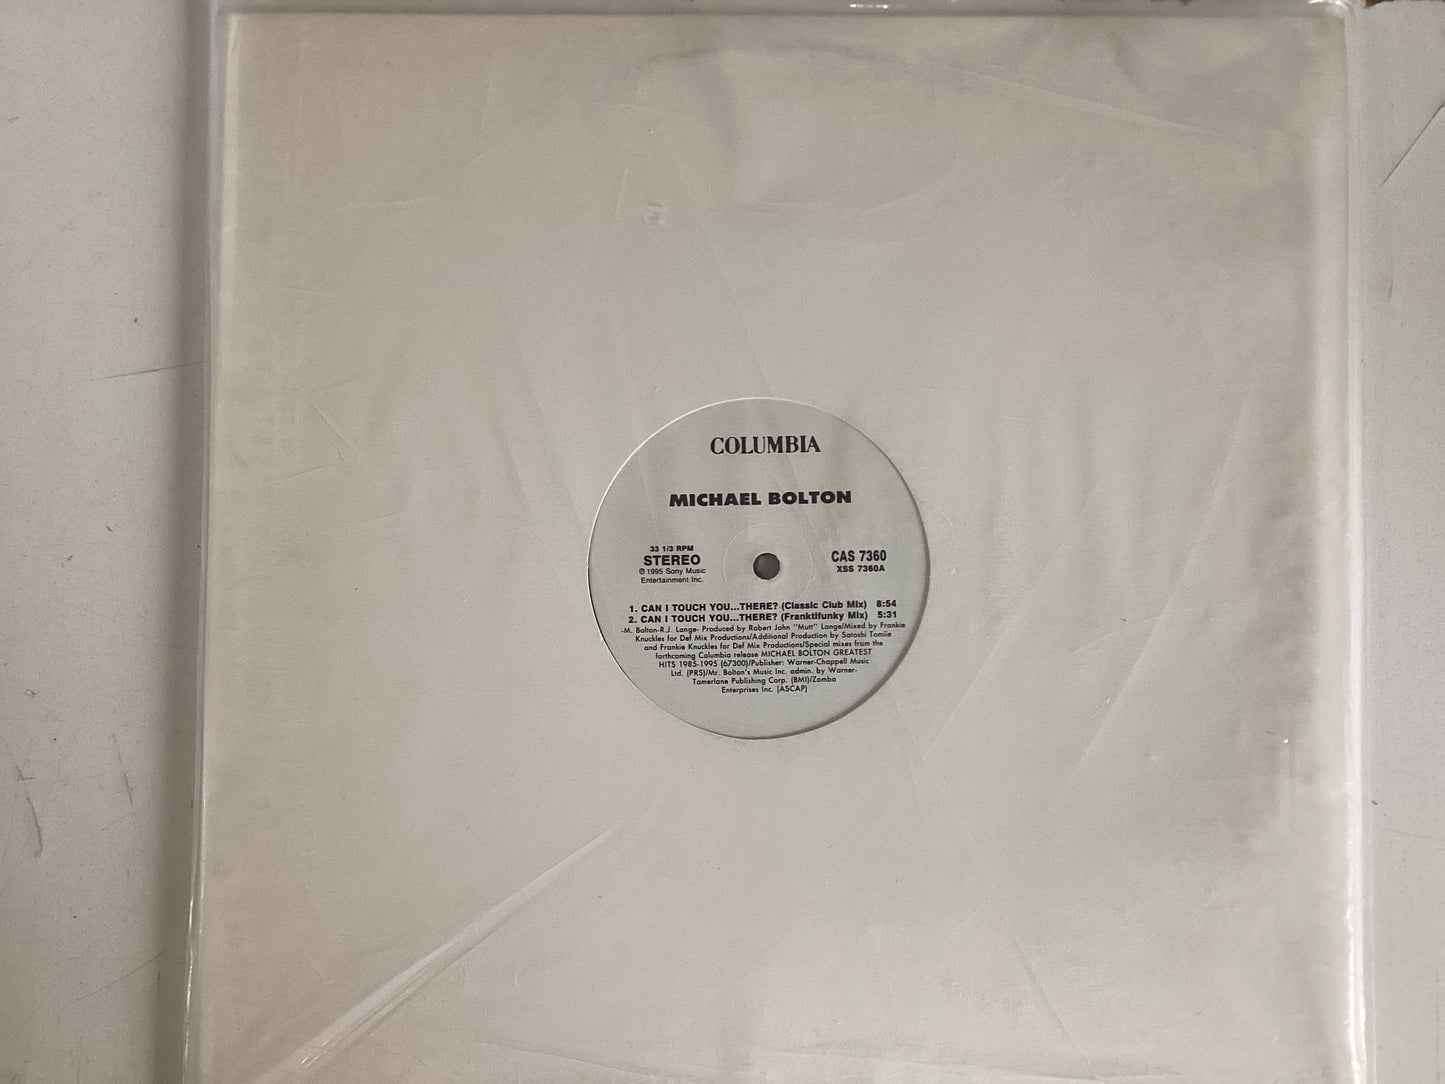 COLUMBIA
MICHAEL BOLTON
33 1/3 RPM
STEREO
℗ 1995 Sony Music
Entertainment Inc.
CAS 7360
XSS 7360A
1. CAN I TOUCH YOU...THERE? (Classic Club Mix) 8:54
2. CAN I TOUCH YOU...THERE? (Franktifunky Mix) 5:31
-M. Bolton-R.J. Lange- Produced by Robert John "Mutt" Lange/Mixed by Frankie
Knuckles for Def Mix Productions/Additional Production by Satoshi Tomiie
and Frankie Knuckles for Def Mix Productions/Special mixes from the
forthcoming Columbia release MICHAEL BOLTON GREATEST
HITS 1985-1995 (67300)/Publisher: Warner-Chappell Music
Ltd. (PRS)/Mr. Bolton's Music Inc. admin. by Warner-
Tamerlane Publishing Corp. (BMI)/Zomba
Enterprises Inc. (ASCAP)